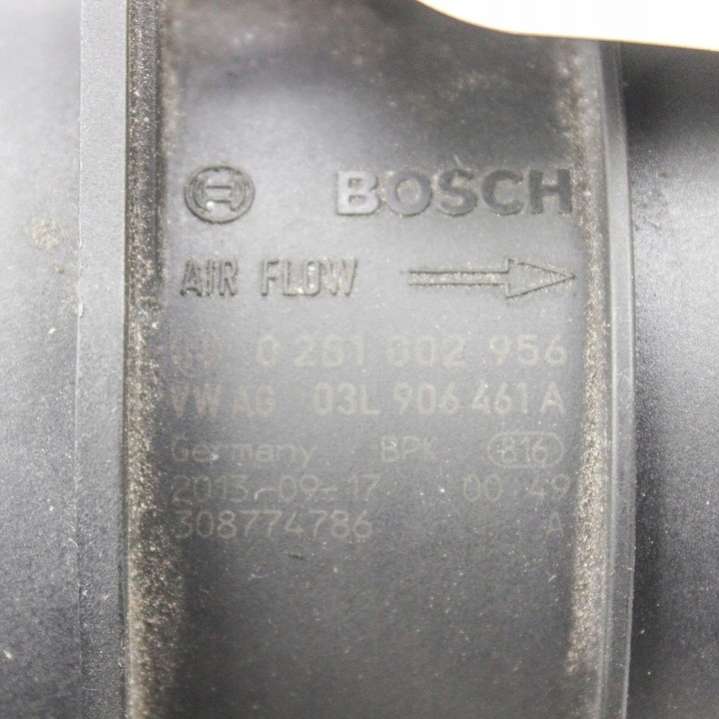 BOSCH
AIR FLOW
0 281 002 956
VW AG 03L 906 461 A
Germany BPK 816
2013-09-17 00:49
308774786 A